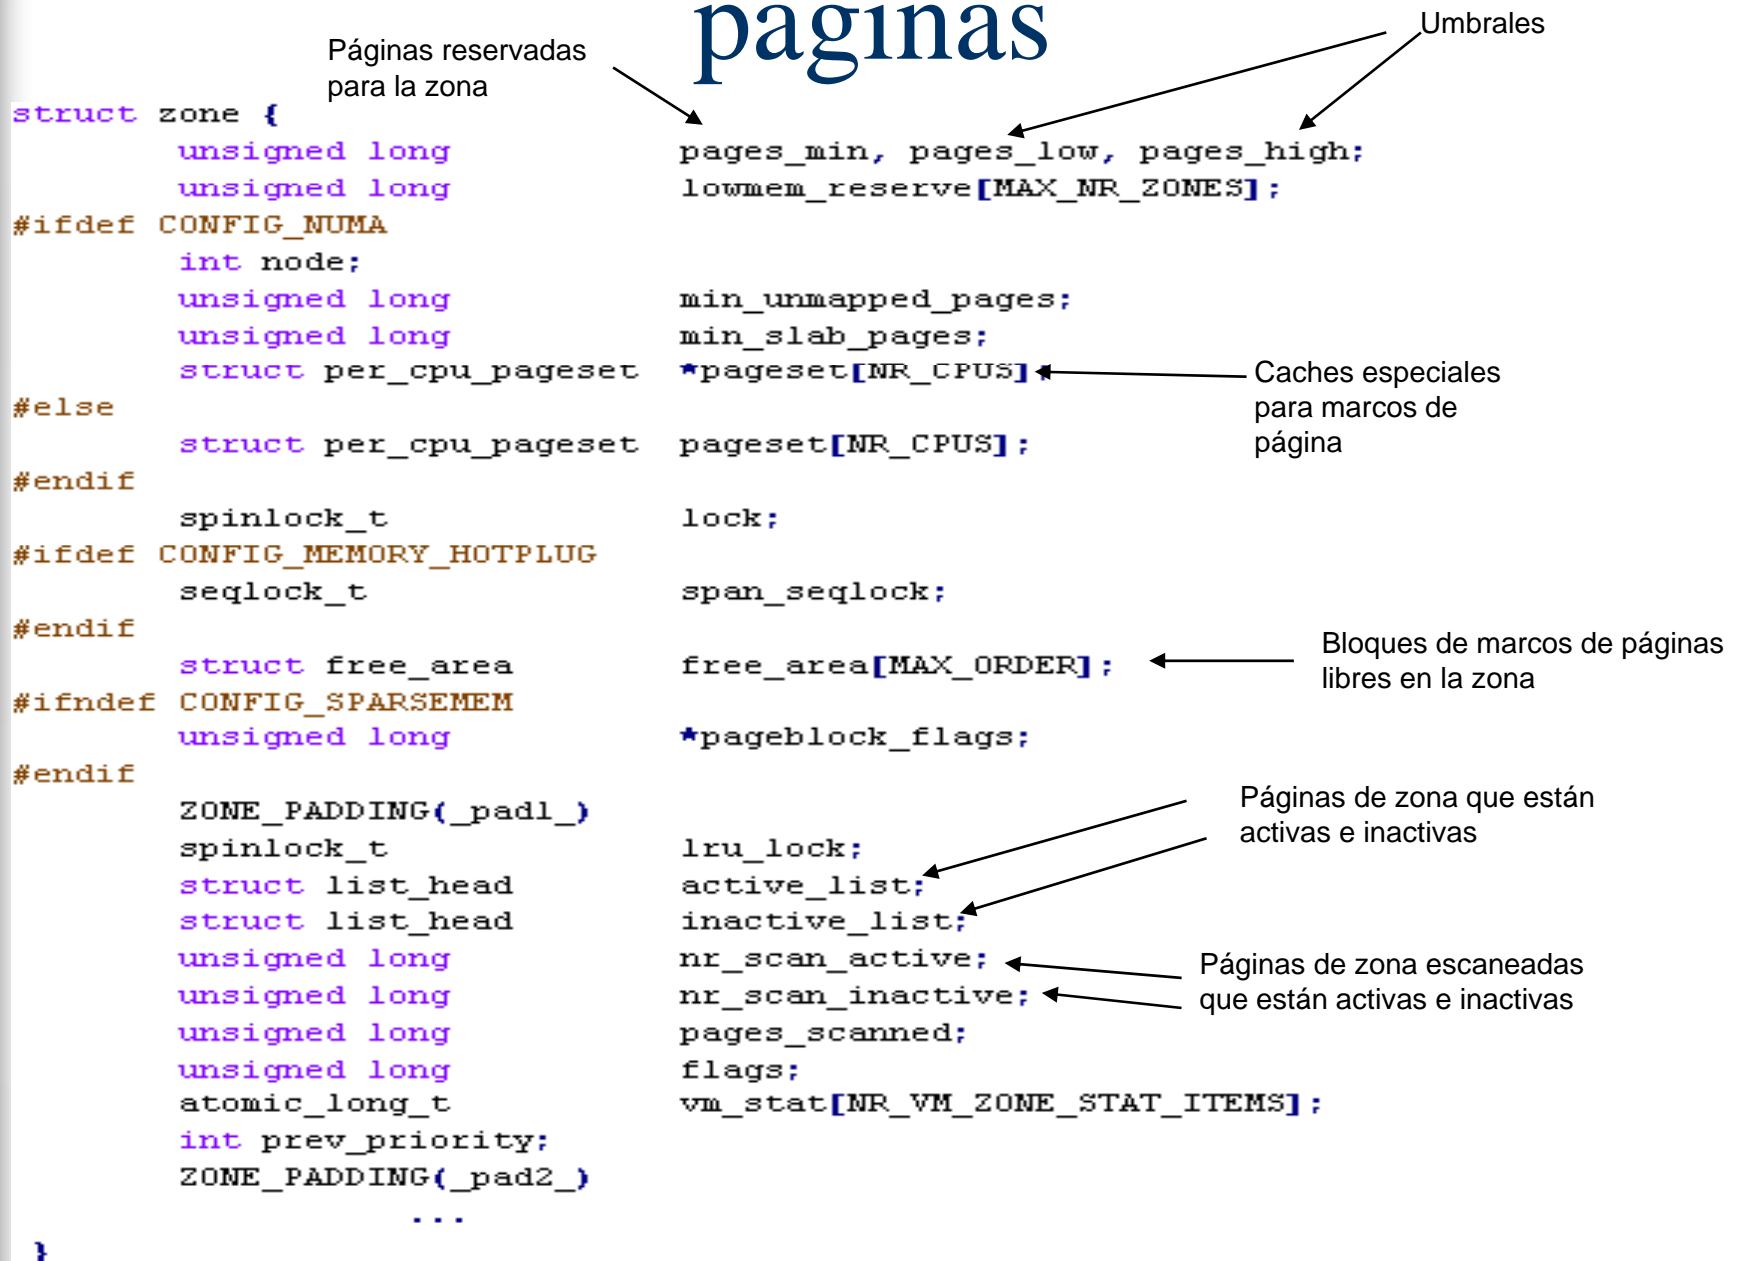 páginas
Umbrales
Páginas reservadas
para la zona
struct zone {
unsigned long pages_min, pages_low, pages_high;
unsigned long lowmem_reserve[MAX_NR_ZONES];
#ifdef CONFIG_NUMA
int node;
unsigned long min_unmapped_pages;
unsigned long min_slab_pages;
struct per_cpu_pageset *pageset[NR_CPUS];
Caches especiales
para marcos de
página
#else
struct per_cpu_pageset pageset[NR_CPUS];
#endif
spinlock_t lock;
#ifdef CONFIG_MEMORY_HOTPLUG
seqlock_t span_seqlock;
#endif
Bloques de marcos de páginas
libres en la zona
struct free_area free_area[MAX_ORDER];
#ifndef CONFIG_SPARSEMEM
unsigned long *pageblock_flags;
#endif
Páginas de zona que están
activas e inactivas
ZONE_PADDING(_pad1_)
spinlock_t lru_lock;
struct list_head active_list;
struct list_head inactive_list;
unsigned long nr_scan_active;
unsigned long nr_scan_inactive;
Páginas de zona escaneadas
que están activas e inactivas
unsigned long pages_scanned;
unsigned long flags;
atomic_long_t vm_stat[NR_VM_ZONE_STAT_ITEMS];
int prev_priority;
ZONE_PADDING(_pad2_)
...
}